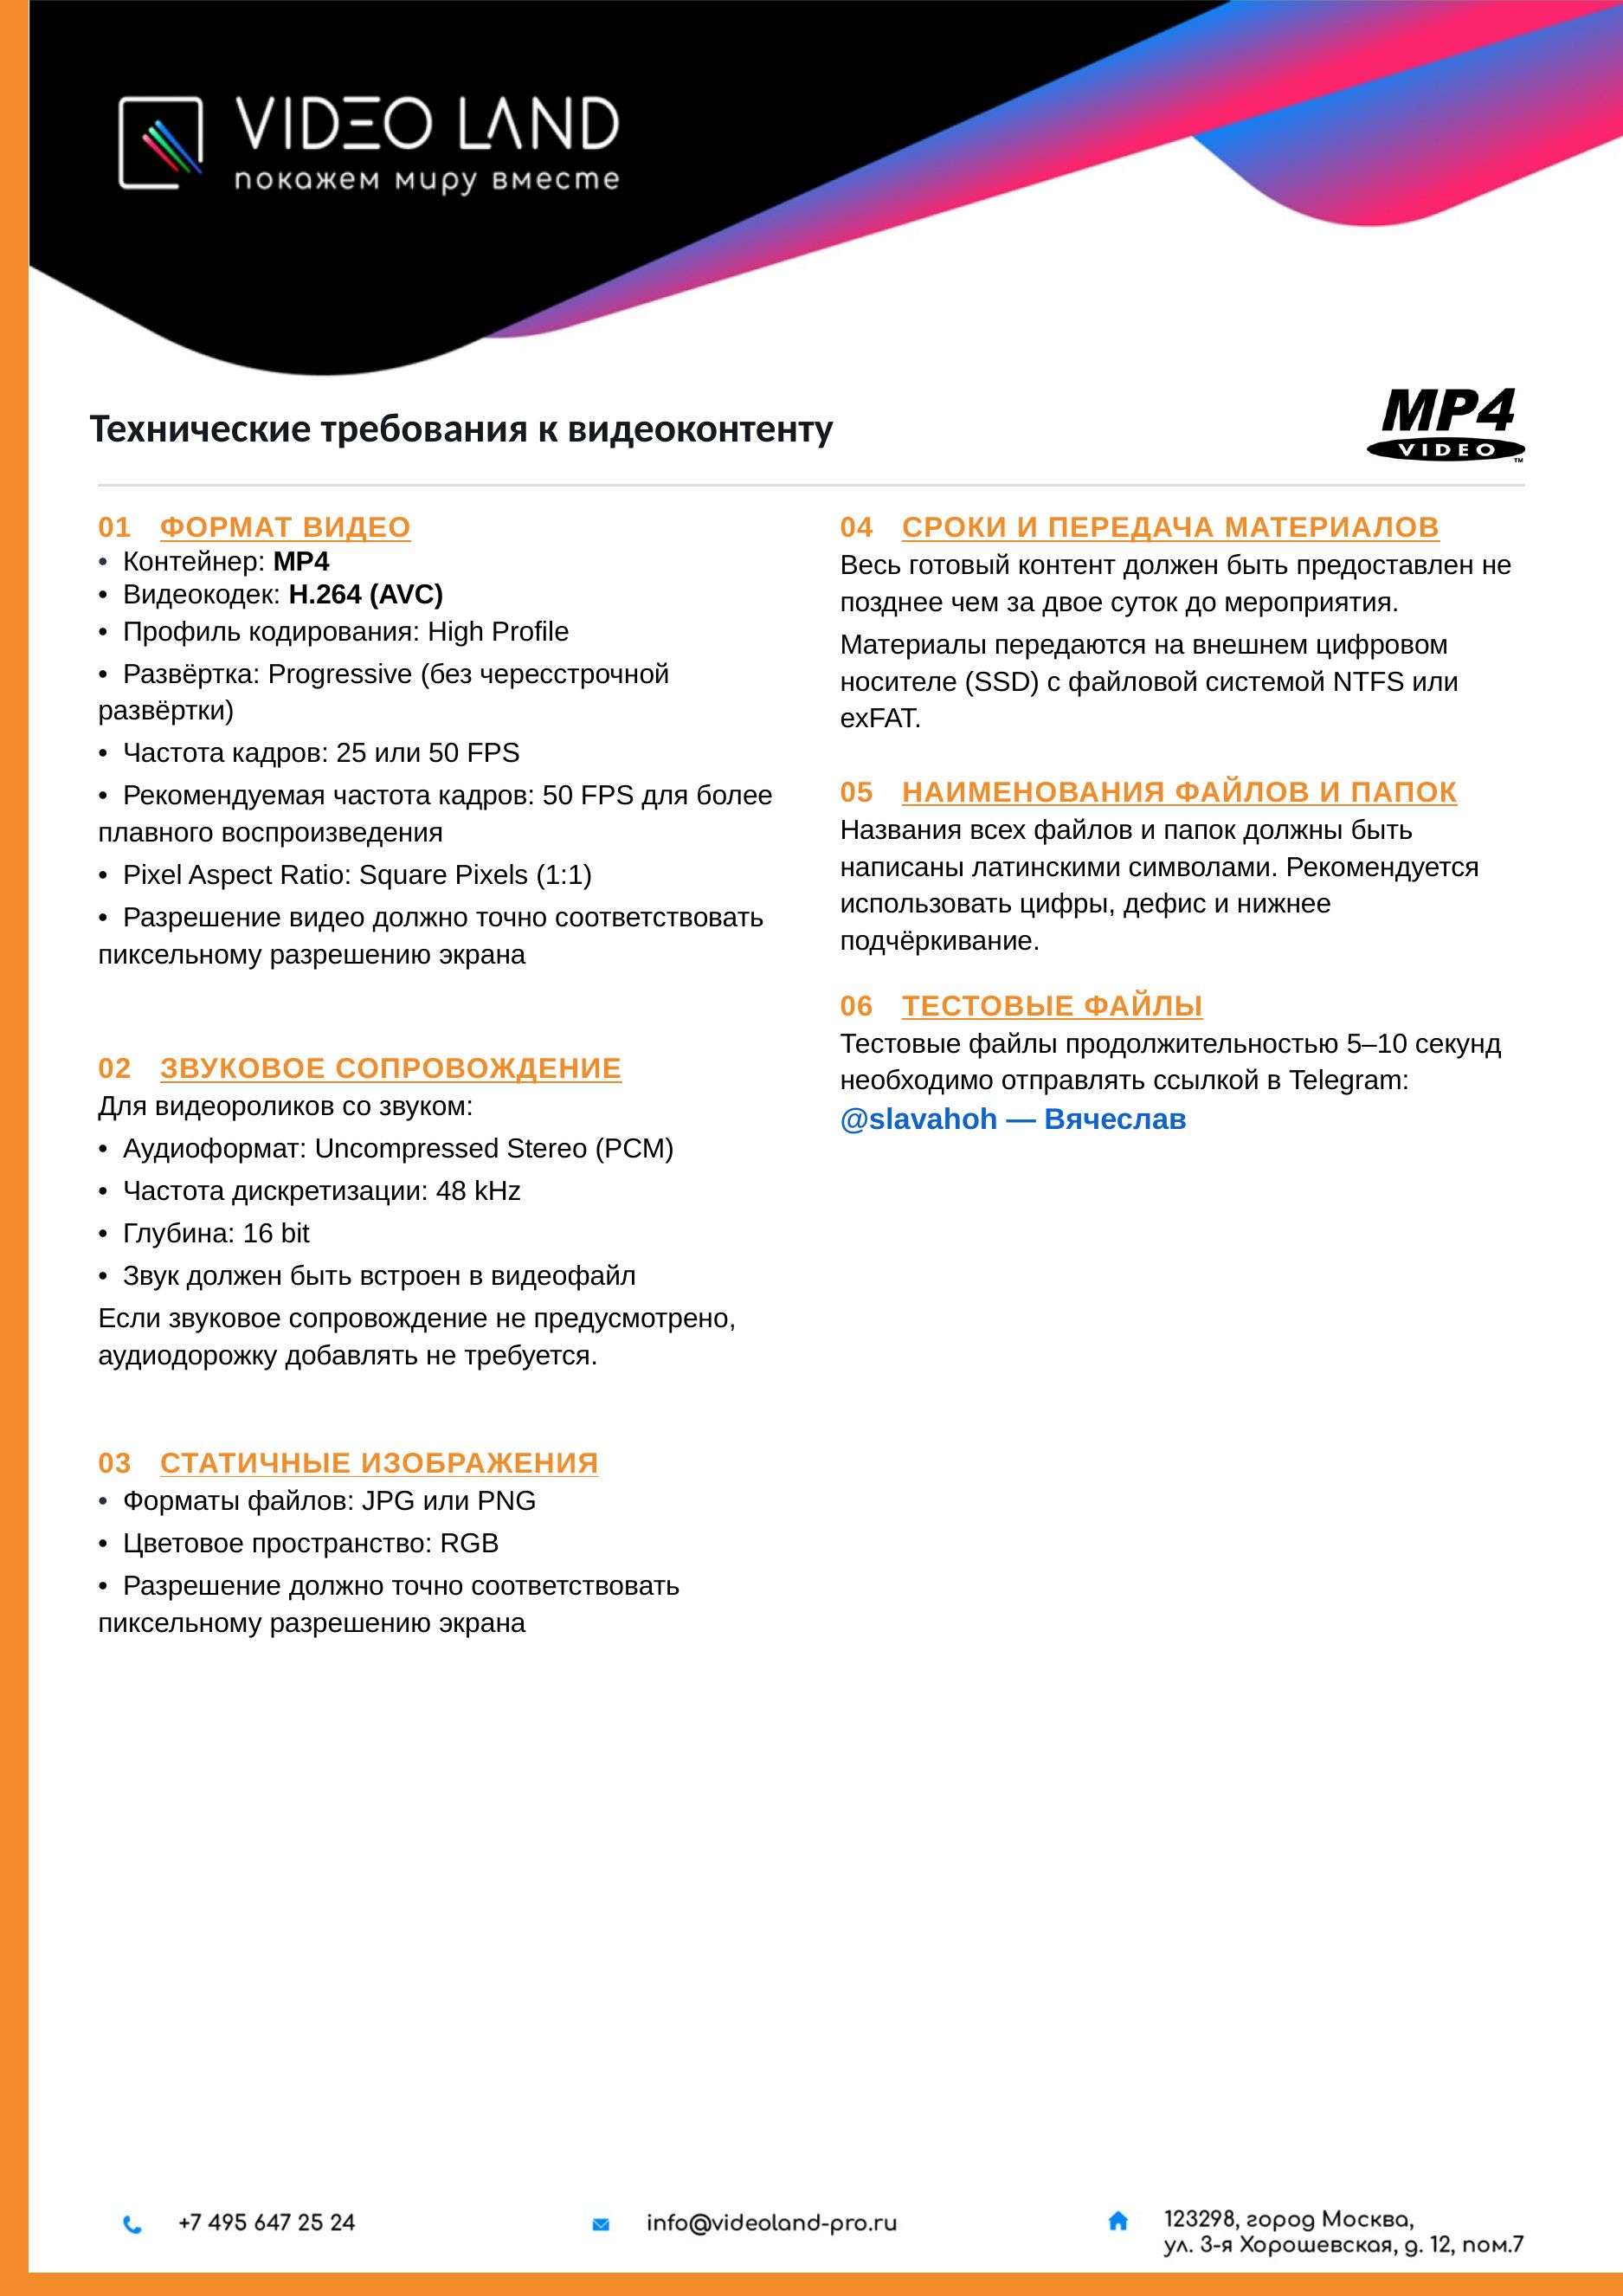 VIDEO LAND
покажем миру вместе
Технические требования к видеоконтенту
MP4
VIDEO
TM
01 ФОРМАТ ВИДЕО
• Контейнер: MP4
• Видеокодек: H.264 (AVC)
• Профиль кодирования: High Profile
• Развёртка: Progressive (без чересстрочной
развёртки)
• Частота кадров: 25 или 50 FPS
• Рекомендуемая частота кадров: 50 FPS для более
плавного воспроизведения
• Pixel Aspect Ratio: Square Pixels (1:1)
• Разрешение видео должно точно соответствовать
пиксельному разрешению экрана
02 ЗВУКОВОЕ СОПРОВОЖДЕНИЕ
Для видеороликов со звуком:
• Аудиоформат: Uncompressed Stereo (PCM)
• Частота дискретизации: 48 kHz
• Глубина: 16 bit
• Звук должен быть встроен в видеофайл
Если звуковое сопровождение не предусмотрено,
аудиодорожку добавлять не требуется.
03 СТАТИЧНЫЕ ИЗОБРАЖЕНИЯ
• Форматы файлов: JPG или PNG
• Цветовое пространство: RGB
• Разрешение должно точно соответствовать
пиксельному разрешению экрана
04 СРОКИ И ПЕРЕДАЧА МАТЕРИАЛОВ
Весь готовый контент должен быть предоставлен не
позднее чем за двое суток до мероприятия.
Материалы передаются на внешнем цифровом
носителе (SSD) с файловой системой NTFS или
exFAT.
05 НАИМЕНОВАНИЯ ФАЙЛОВ И ПАПОК
Названия всех файлов и папок должны быть
написаны латинскими символами. Рекомендуется
использовать цифры, дефис и нижнее
подчёркивание.
06 ТЕСТОВЫЕ ФАЙЛЫ
Тестовые файлы продолжительностью 5–10 секунд
необходимо отправлять ссылкой в Telegram:
@slavahoh — Вячеслав
+7 495 647 25 24
info@videoland-pro.ru
123298, город Москва,
ул. 3-я Хорошевская, д. 12, пом.7